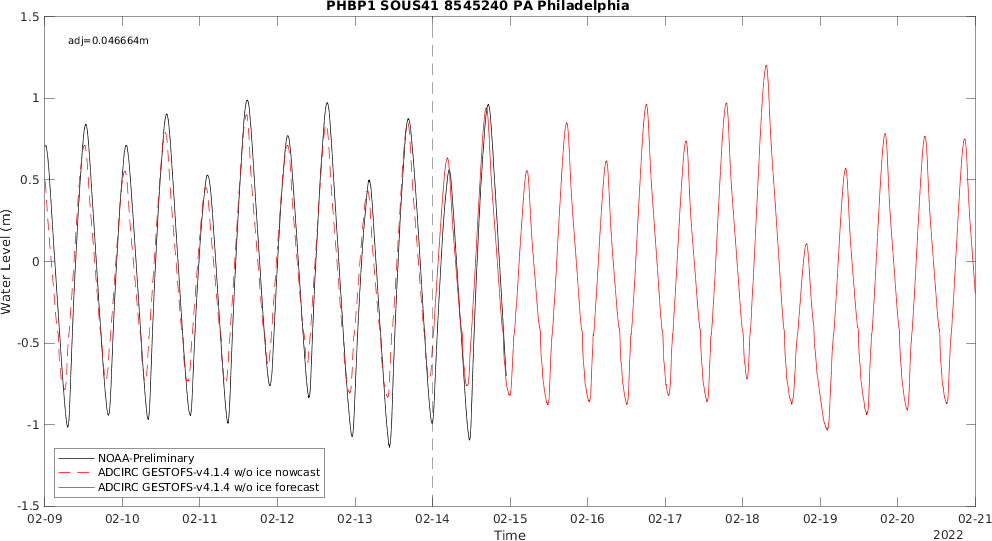 PHBP1 SOUS41 8545240 PA Philadelphia
adj=0.046664m
1.5
1
0.5
0
-0.5
-1
-1.5
Water Level (m)
NOAA-Preliminary
ADCIRC GESTOFS-v4.1.4 w/o ice nowcast
ADCIRC GESTOFS-v4.1.4 w/o ice forecast
02-09 02-10 02-11 02-12 02-13 02-14 02-15 02-16 02-17 02-18 02-19 02-20 02-21
Time
2022